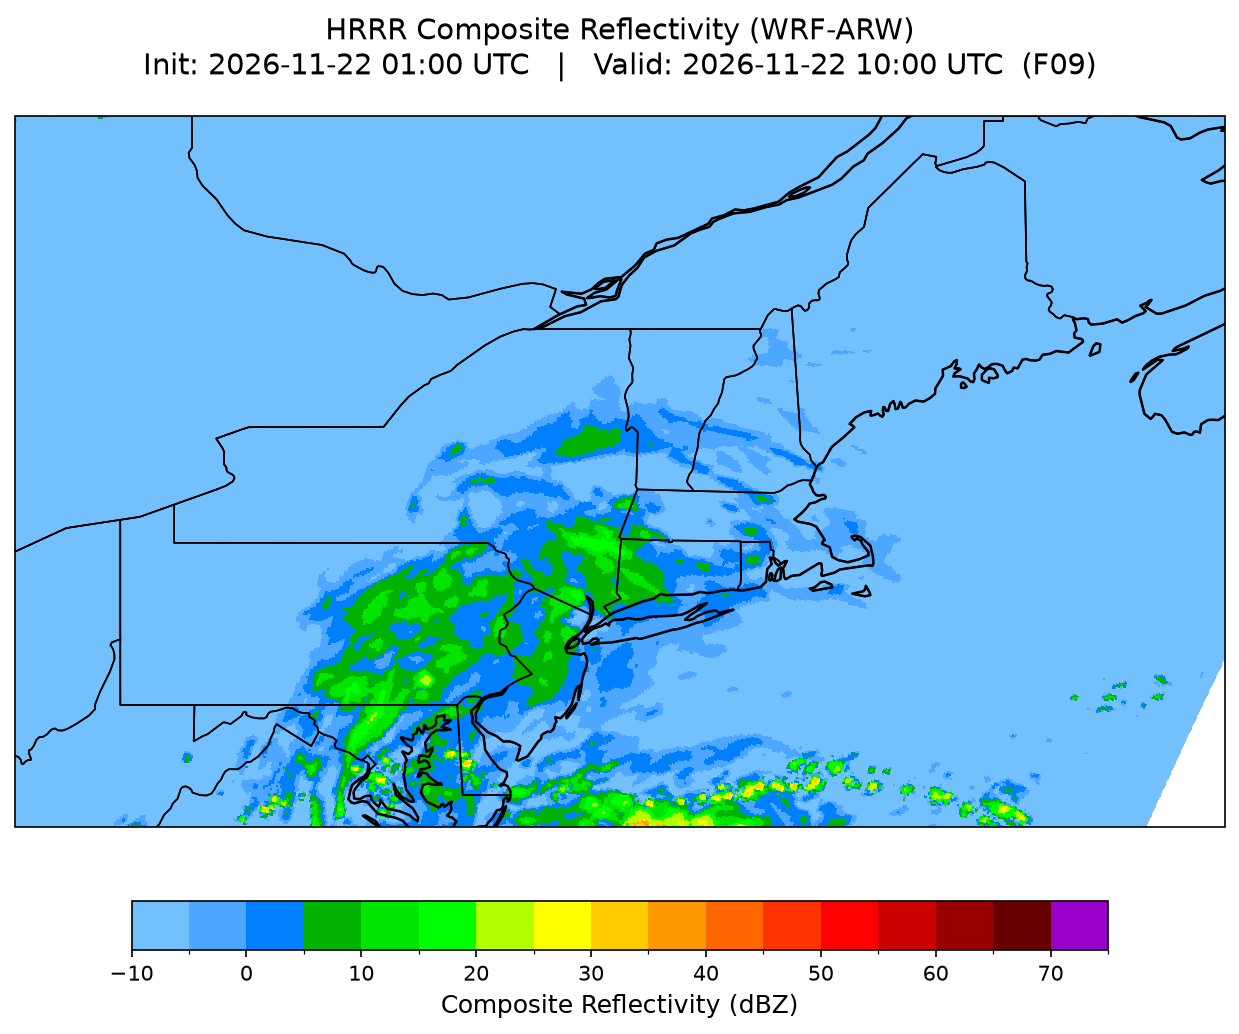 HRRR Composite Reflectivity (WRF-ARW)
Init: 2026-11-22 01:00 UTC   |   Valid: 2026-11-22 10:00 UTC  (F09)
−10 0 10 20 30 40 50 60 70
Composite Reflectivity (dBZ)